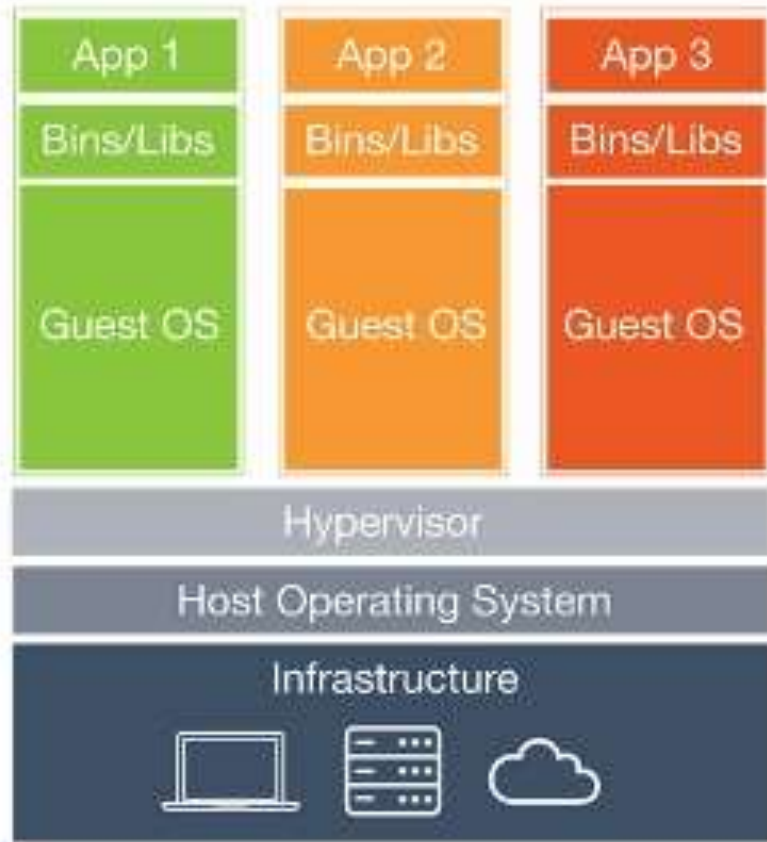 App 1
App 2
App 3
Bins/Libs
Bins/Libs
Bins/Libs
Guest OS
Guest OS
Guest OS
Hypervisor
Host Operating System
Infrastructure